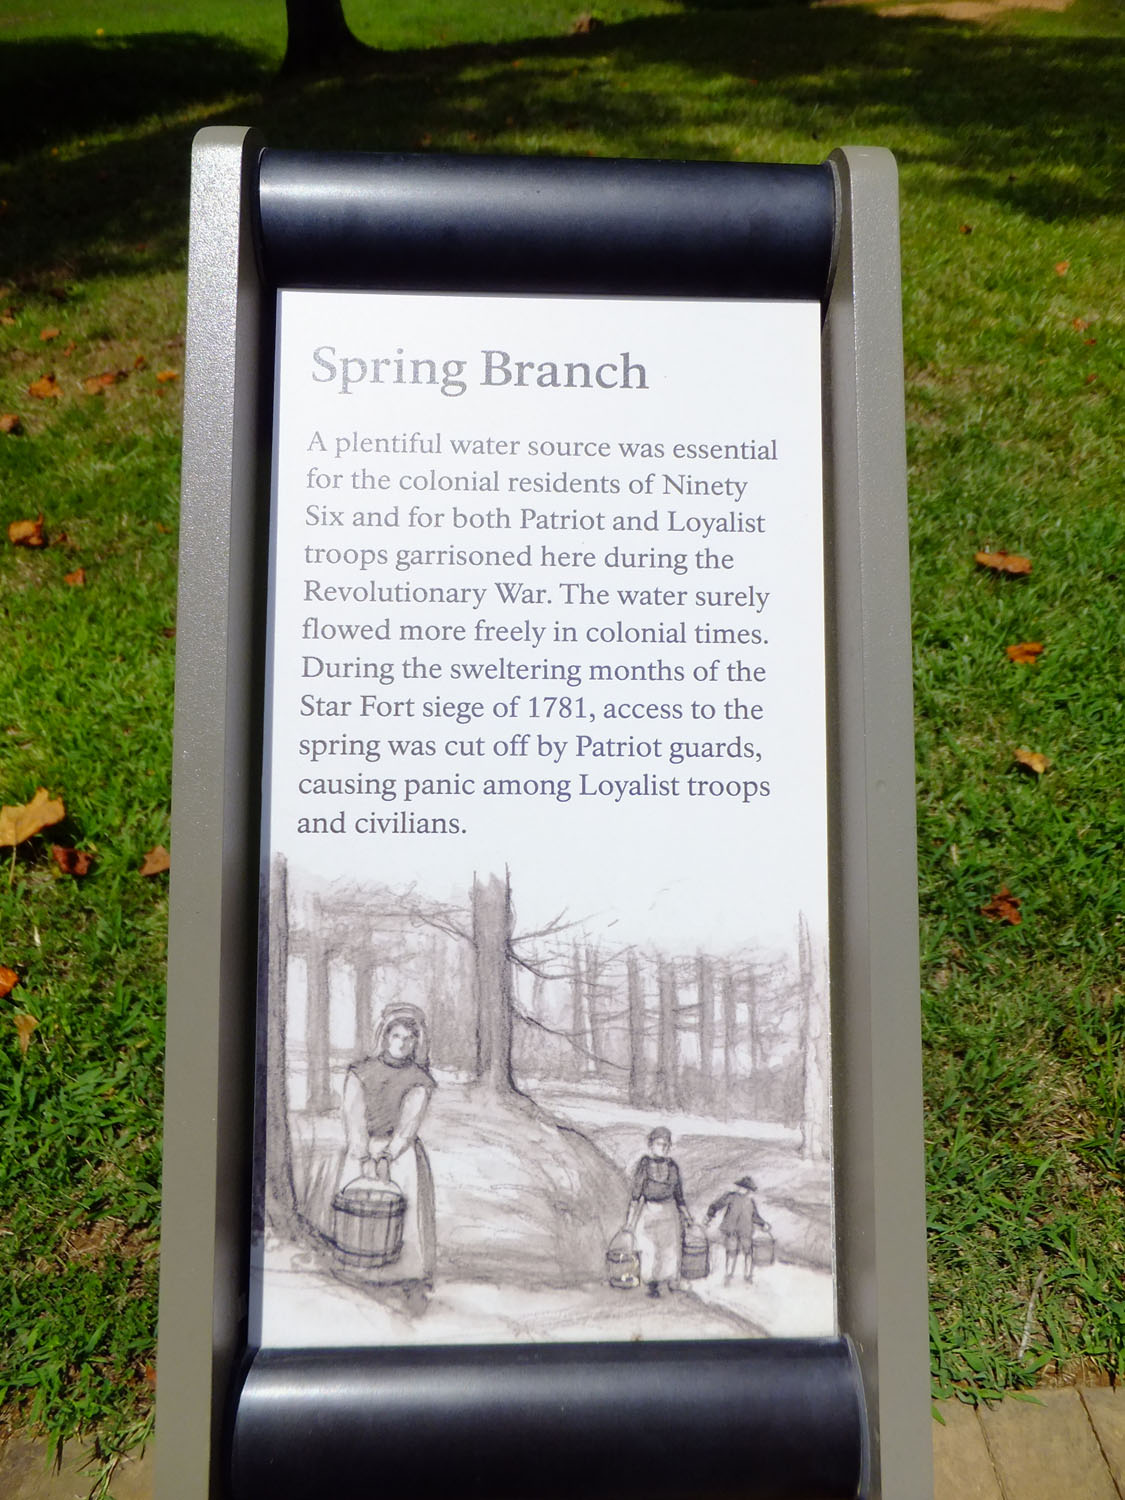 Spring Branch
A plentiful water source was essential
for the colonial residents of Ninety
Six and for both Patriot and Loyalist
troops garrisoned here during the
Revolutionary War. The water surely
flowed more freely in colonial times.
During the sweltering months of the
Star Fort siege of 1781, access to the
spring was cut off by Patriot guards,
causing panic among Loyalist troops
and civilians.